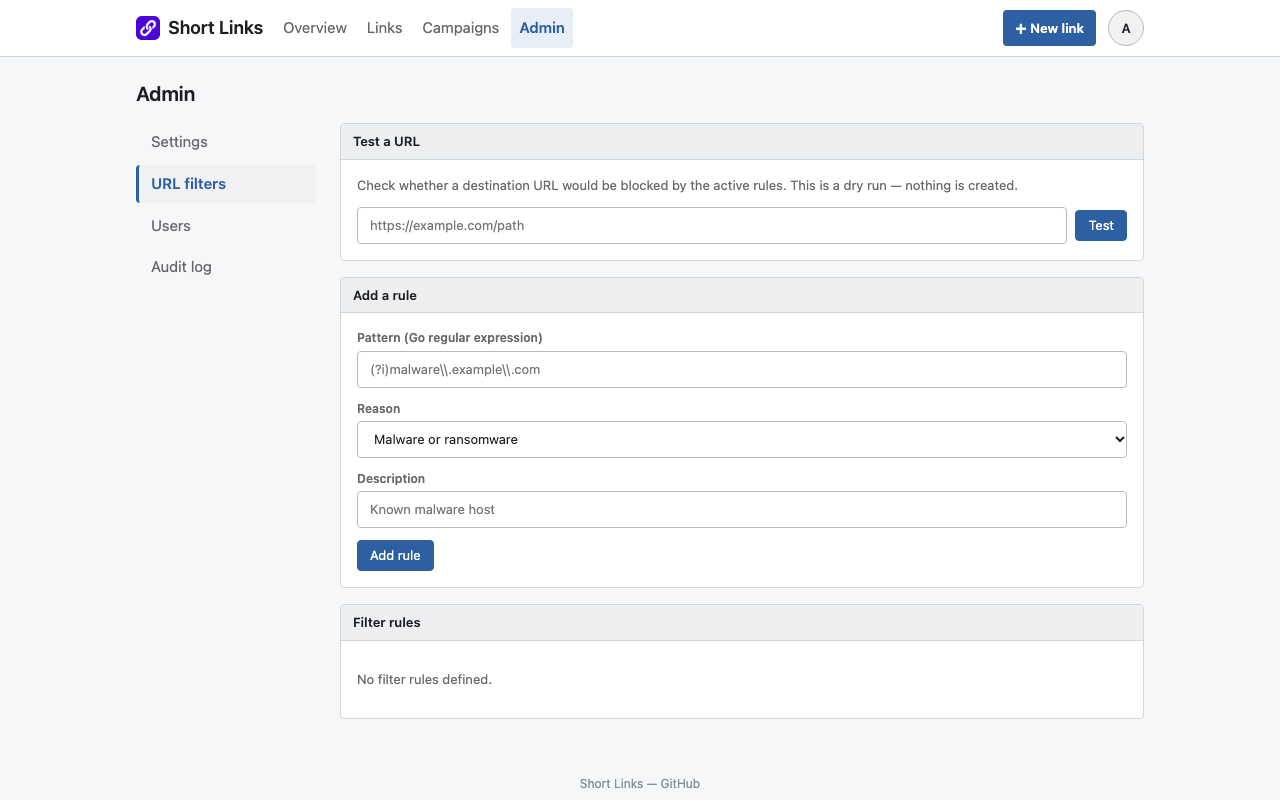 Short Links
Overview
Links
Campaigns
Admin
+ New link
A
Admin
Settings
URL filters
Users
Audit log
Test a URL
Check whether a destination URL would be blocked by the active rules. This is a dry run — nothing is created.
https://example.com/path
Test
Add a rule
Pattern (Go regular expression)
(?i)malware\\.example\\.com
Reason
Malware or ransomware
Description
Known malware host
Add rule
Filter rules
No filter rules defined.
Short Links — GitHub